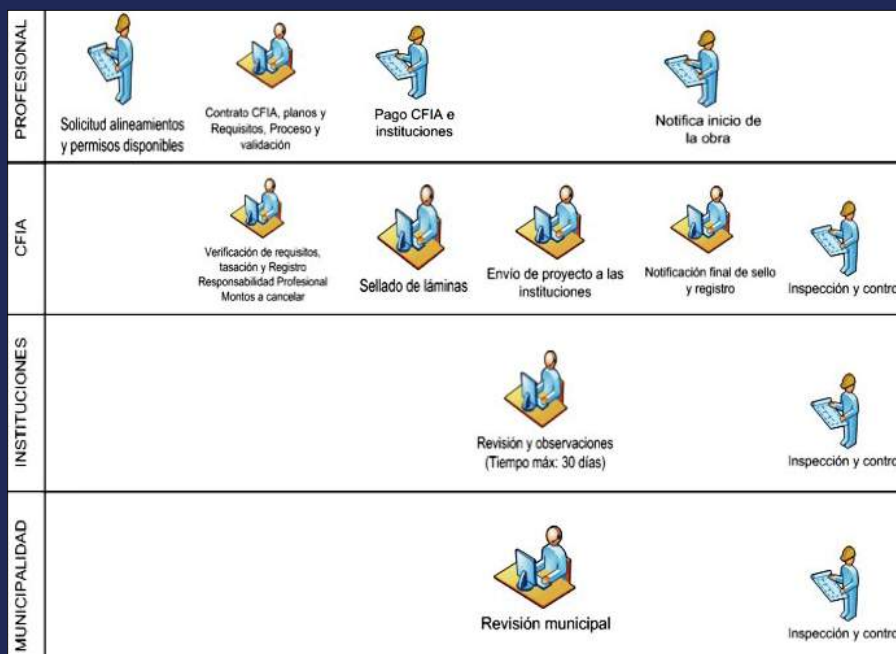 PROFESIONAL
Solicitud alineamientos
y permisos disponibles
Contrato CFIA, planos y
Requisitos, Proceso y
validación
Pago CFIA e
instituciones
Notifica inicio de
la obra
CFIA
Verificación de requisitos,
tasación y Registro
Responsabilidad Profesional
Montos a cancelar
Sellado de láminas
Envío de proyecto a las
instituciones
Notificación final de sello
y registro
Inspección y contro
INSTITUCIONES
Revisión y observaciones
(Tiempo máx: 30 días)
Inspección y contro
MUNICIPALIDAD
Revisión municipal
Inspección y contro